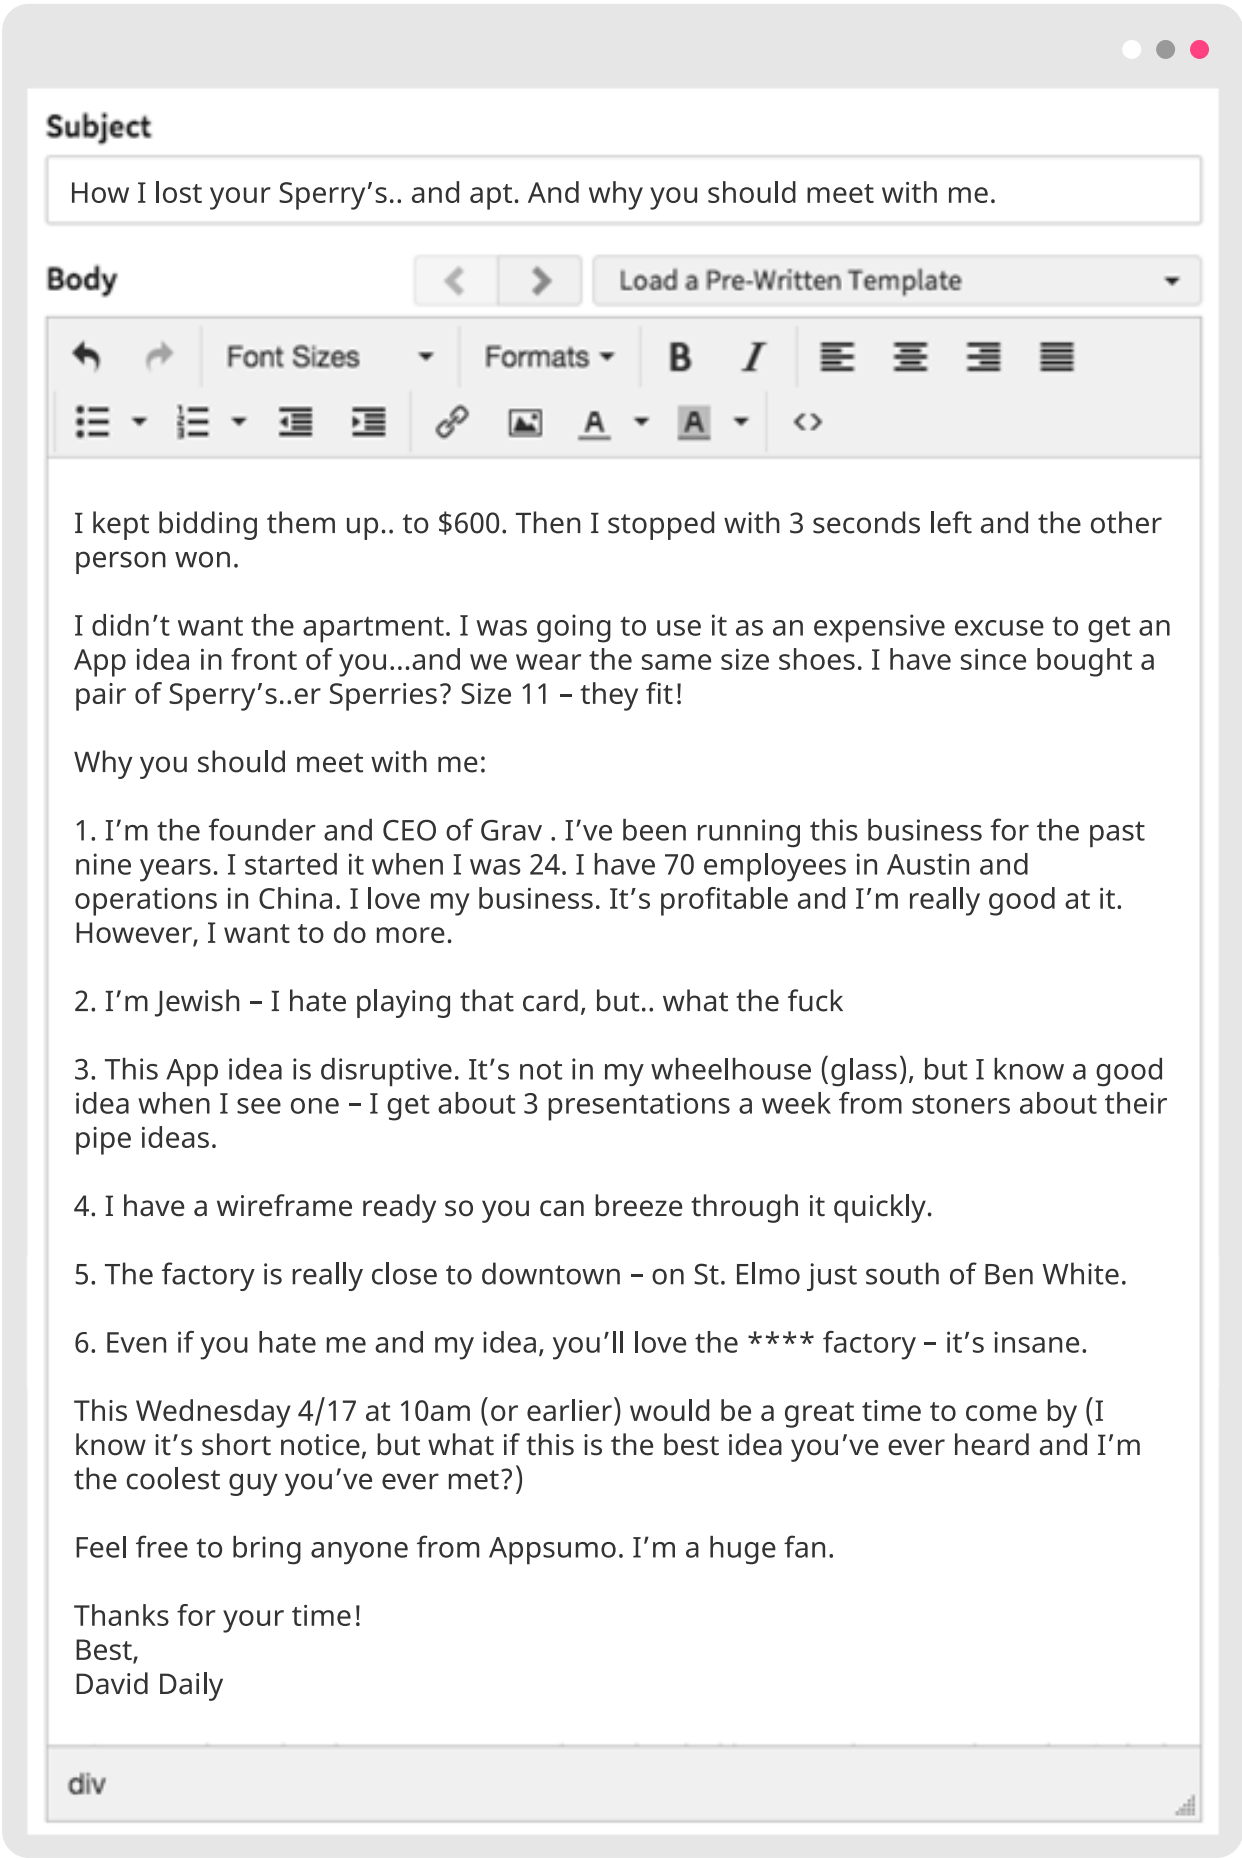 Subject
How I lost your Sperry’s.. and apt. And why you should meet with me.
Body
Load a Pre-Written Template
Font Sizes
Formats
B I
A A <>
I kept bidding them up.. to $600. Then I stopped with 3 seconds left and the other
person won.
I didn’t want the apartment. I was going to use it as an expensive excuse to get an
App idea in front of you...and we wear the same size shoes. I have since bought a
pair of Sperry’s..er Sperries? Size 11 – they fit!
Why you should meet with me:
1. I’m the founder and CEO of Grav . I’ve been running this business for the past
nine years. I started it when I was 24. I have 70 employees in Austin and
operations in China. I love my business. It’s profitable and I’m really good at it.
However, I want to do more.
2. I’m Jewish – I hate playing that card, but.. what the fuck
3. This App idea is disruptive. It’s not in my wheelhouse (glass), but I know a good
idea when I see one – I get about 3 presentations a week from stoners about their
pipe ideas.
4. I have a wireframe ready so you can breeze through it quickly.
5. The factory is really close to downtown – on St. Elmo just south of Ben White.
6. Even if you hate me and my idea, you’ll love the **** factory – it’s insane.
This Wednesday 4/17 at 10am (or earlier) would be a great time to come by (I
know it’s short notice, but what if this is the best idea you’ve ever heard and I’m
the coolest guy you’ve ever met?)
Feel free to bring anyone from Appsumo. I’m a huge fan.
Thanks for your time!
Best,
David Daily
div